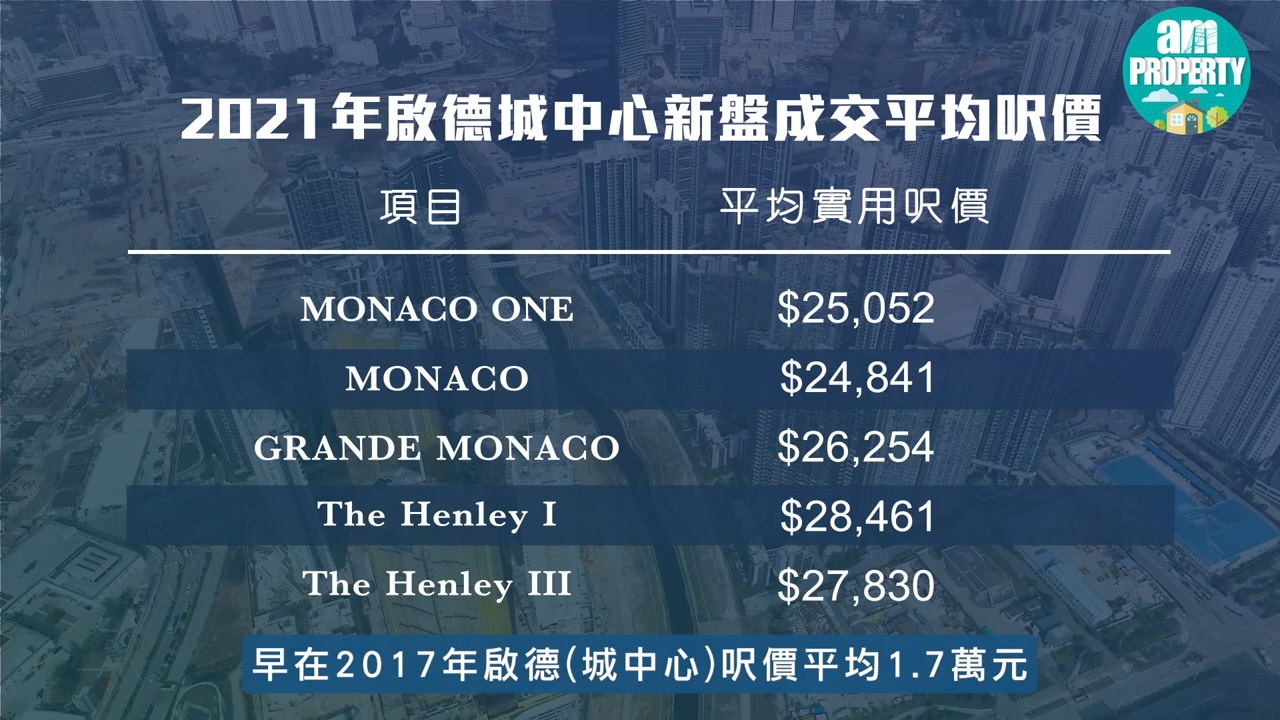 am
PROPERTY
2021年啟德城中心新盤成交平均呎價
項目 平均實用呎價
MONACO ONE $25,052
MONACO $24,841
GRANDE MONACO $26,254
The Henley I $28,461
The Henley III $27,830
早在2017年啟德(城中心)呎價平均1.7萬元